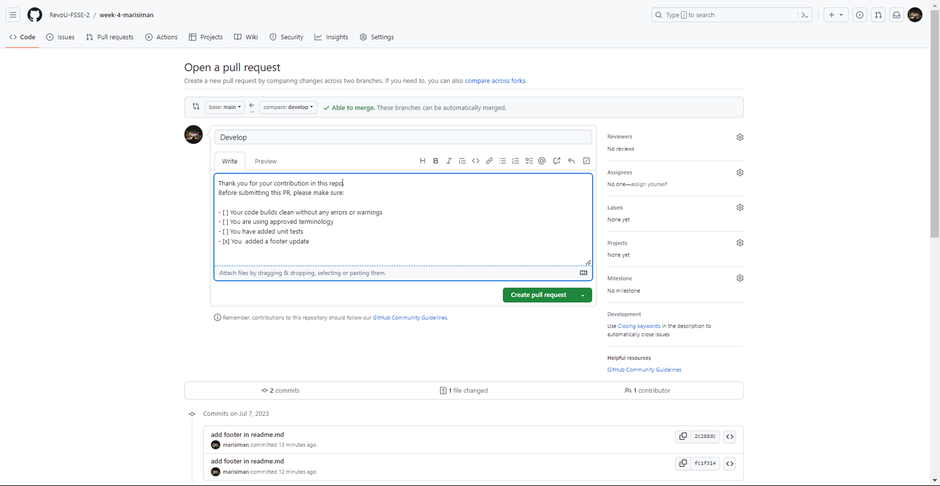 RevoU-FSSE-2 / week-4-marisiman
Type / to search
Code Issues Pull requests Actions Projects Wiki Security Insights Settings
Open a pull request
Create a new pull request by comparing changes across two branches. If you need to, you can also compare across forks.
base: main compare: develop Able to merge. These branches can be automatically merged.
Develop
Write Preview
Thank you for your contribution in this repo.
Before submitting this PR, please make sure:
- [ ] Your code builds clean without any errors or warnings
- [ ] You are using approved terminology
- [ ] You have added unit tests
- [x] You  added a footer update
Attach files by dragging & dropping, selecting or pasting them.
Create pull request
Remember, contributions to this repository should follow our GitHub Community Guidelines.
Reviewers
No reviews
Assignees
No one—assign yourself
Labels
None yet
Projects
None yet
Milestone
No milestone
Development
Use Closing keywords in the description to
automatically close issues
Helpful resources
GitHub Community Guidelines
2 commits 1 file changed 1 contributor
Commits on Jul 7, 2023
add footer in readme.md
marisiman committed 13 minutes ago
2c288dc
add footer in readme.md
marisiman committed 12 minutes ago
fc1f314